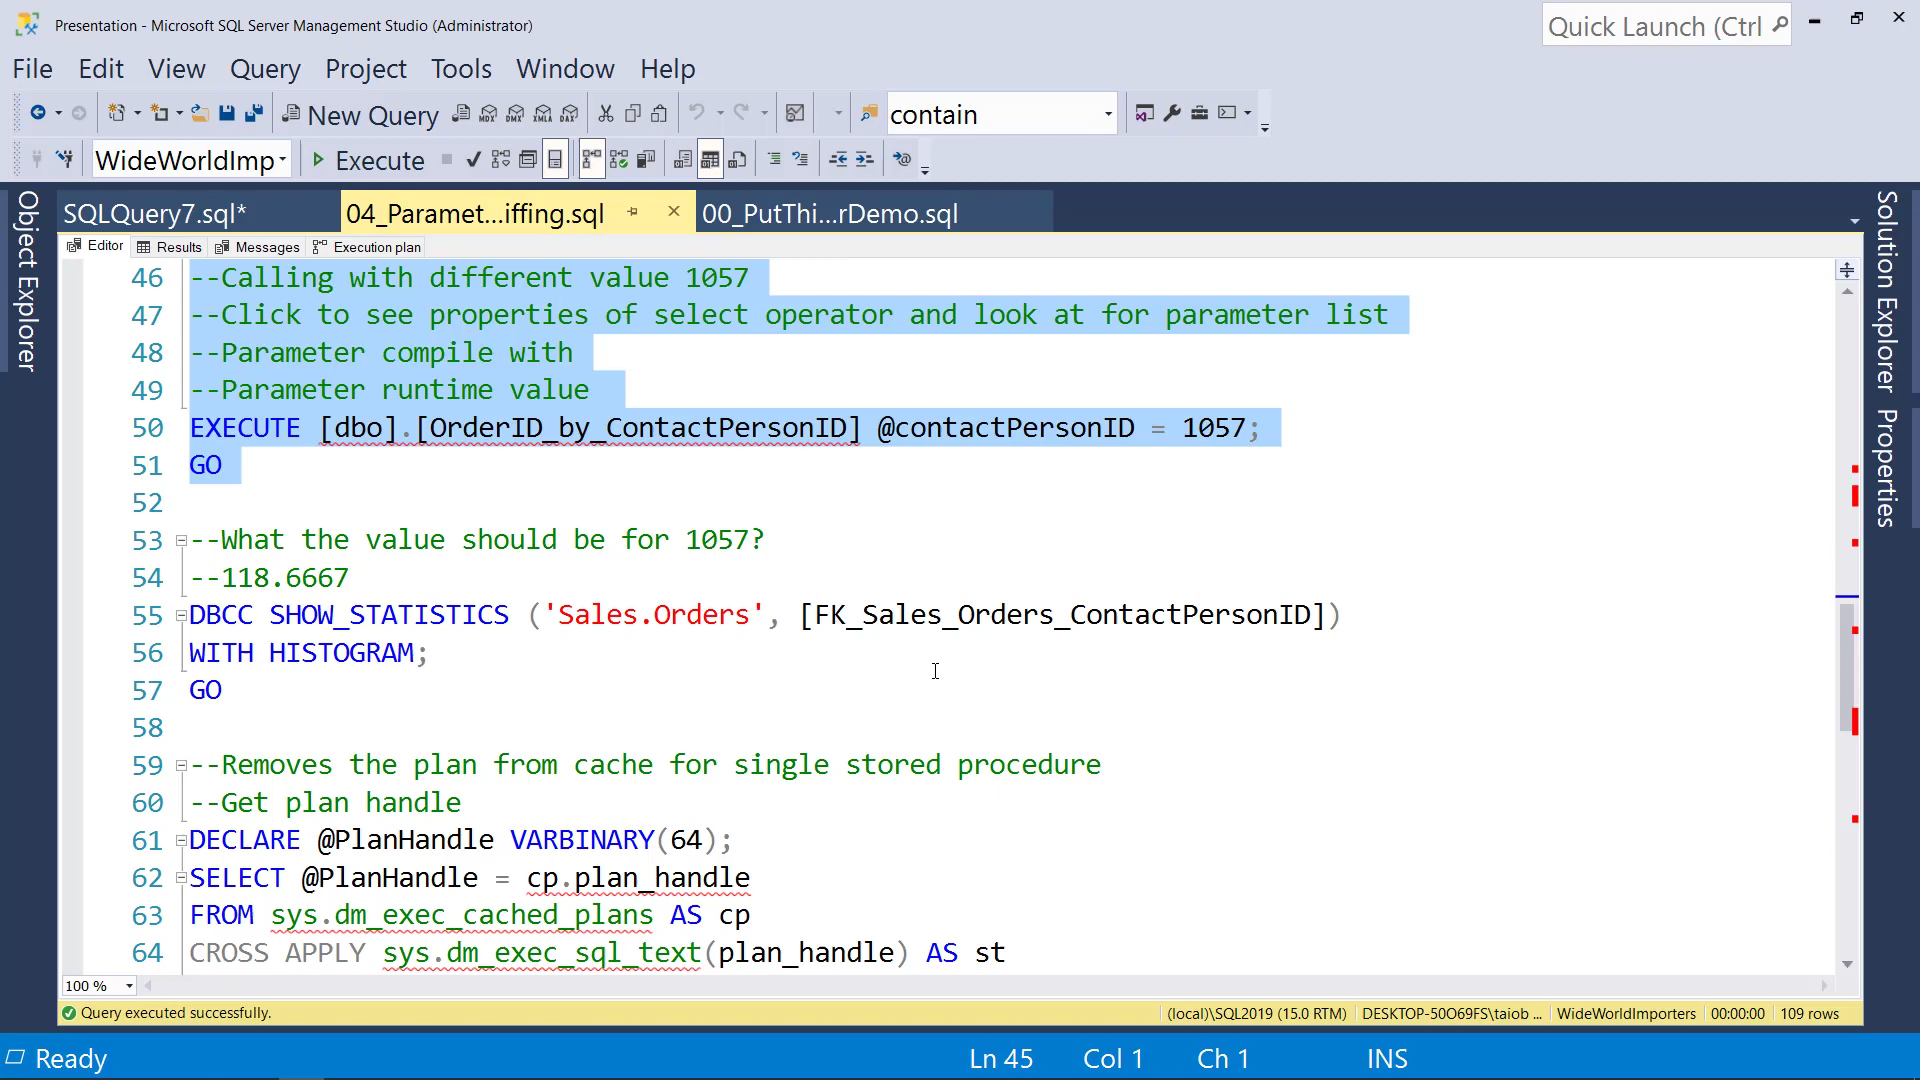 Presentation - Microsoft SQL Server Management Studio (Administrator)
Quick Launch (Ctrl
File Edit View Query Project Tools Window Help
New Query
MDX DMX XMLA DAX
contain
WideWorldImp
Execute
SQLQuery7.sql*
04_Paramet...iffing.sql
00_PutThi...rDemo.sql
Editor Results Messages Execution plan
Object Explorer
Solution Explorer
Properties
46 --Calling with different value 1057
47 --Click to see properties of select operator and look at for parameter list
48 --Parameter compile with
49 --Parameter runtime value
50 EXECUTE [dbo].[OrderID_by_ContactPersonID] @contactPersonID = 1057;
51 GO
52
53 --What the value should be for 1057?
54 --118.6667
55 DBCC SHOW_STATISTICS ('Sales.Orders', [FK_Sales_Orders_ContactPersonID])
56 WITH HISTOGRAM;
57 GO
58
59 --Removes the plan from cache for single stored procedure
60 --Get plan handle
61 DECLARE @PlanHandle VARBINARY(64);
62 SELECT @PlanHandle = cp.plan_handle
63 FROM sys.dm_exec_cached_plans AS cp
64 CROSS APPLY sys.dm_exec_sql_text(plan_handle) AS st
100 %
Query executed successfully.
(local)\SQL2019 (15.0 RTM) DESKTOP-50O69FS\taiob ... WideWorldImporters 00:00:00 109 rows
Ready
Ln 45 Col 1 Ch 1 INS